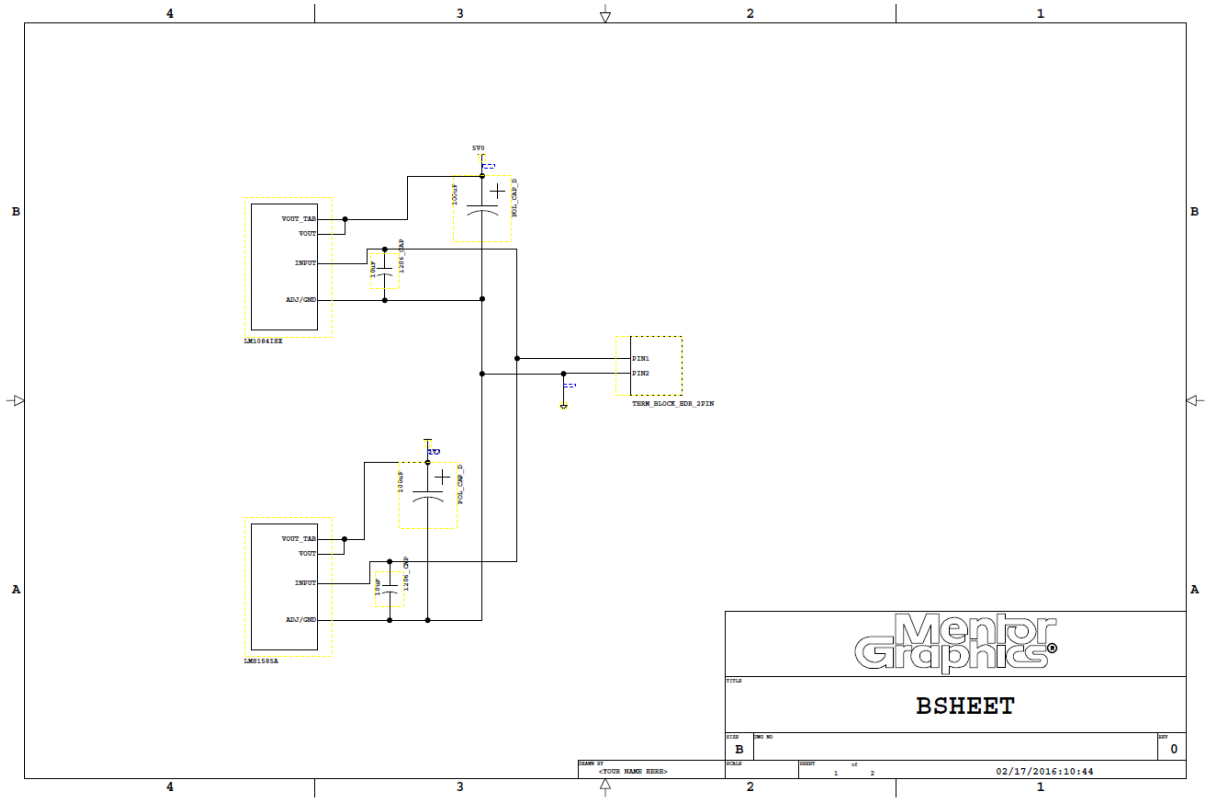 4 3 2 1
5V0
100uF
POL_CAP_D
B
B
VOUT_TAB
VOUT
INPUT
10uF
1206_CAP
ADJ/GND
LM1084ISX
PIN1
PIN2
TERM_BLOCK_HDR_2PIN
100uF
POL_CAP_D
VOUT_TAB
VOUT
INPUT
10uF
1206_CAP
ADJ/GND
LMS1585A
A
A
Mentor
Graphics®
TITLE
BSHEET
SIZE DWG NO REV
B 0
DRAWN BY SCALE SHEET of
<YOUR NAME HERE> 1 2 02/17/2016:10:44
4 3 2 1